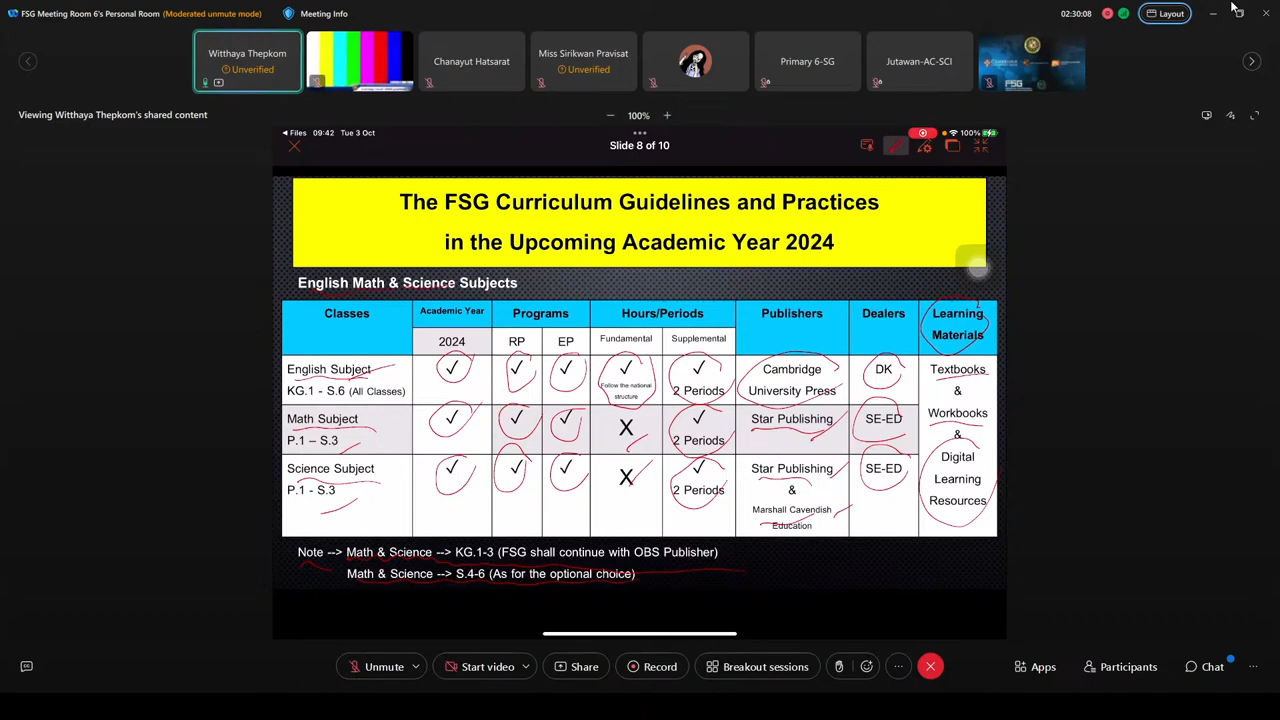 FSG Meeting Room 6's Personal Room (Moderated unmute mode) Meeting Info 02:30:08 Layout
Witthaya Thepkom
Unverified
Chanayut Hatsarat
Miss Sirikwan Pravisat
Unverified
Primary 6-SG
Jutawan-AC-SCI
FSG
Viewing Witthaya Thepkom's shared content
100%
Files 09:42 Tue 3 Oct 100%
Slide 8 of 10
The FSG Curriculum Guidelines and Practices
in the Upcoming Academic Year 2024
English Math & Science Subjects
Classes Academic Year Programs Hours/Periods Publishers Dealers Learning Materials
2024 RP EP Fundamental Supplemental
English Subject ✓ ✓ ✓ ✓ ✓ Cambridge DK Textbooks
KG.1 - S.6 (All Classes) Follow the national structure 2 Periods University Press &
Math Subject ✓ ✓ ✓ X ✓ Star Publishing SE-ED Workbooks
P.1 – S.3 2 Periods &
Science Subject ✓ ✓ ✓ X ✓ Star Publishing SE-ED Digital Learning
P.1 - S.3 2 Periods & Resources
Marshall Cavendish
Education
Note --> Math & Science --> KG.1-3 (FSG shall continue with OBS Publisher)
Math & Science --> S.4-6 (As for the optional choice)
Unmute Start video Share Record Breakout sessions Apps Participants Chat